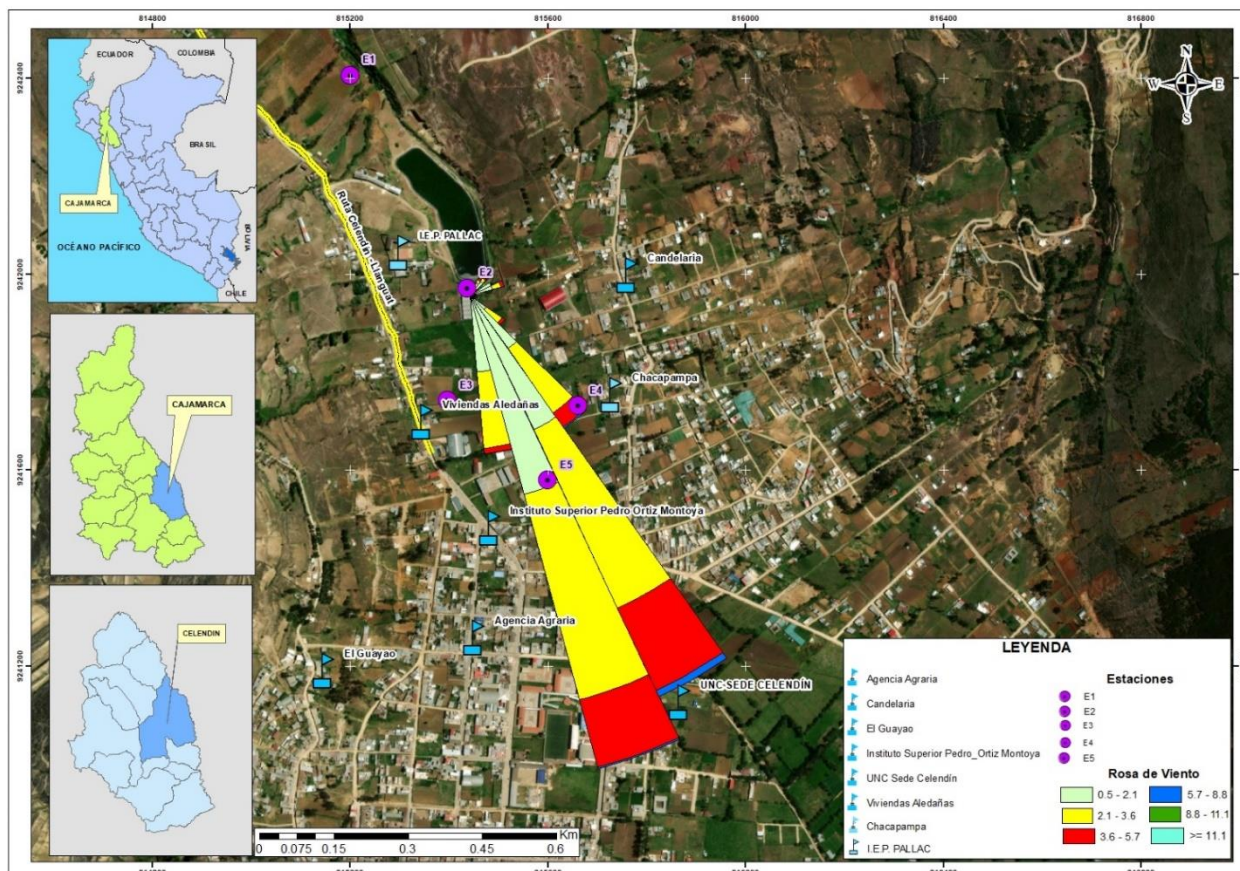 814800
815200
815600
816000
816400
816800
9242400
9242000
9241600
9241200
ECUADOR
COLOMBIA
BRASIL
BOLIVIA
CHILE
CAJAMARCA
OCÉANO PACÍFICO
CAJAMARCA
CELENDIN
N
W
E
S
E1
Ruta Celendín -Llanguat
I.E.P. PALLAC
E2
Candelaria
E3
E4
Chacapampa
Viviendas Aledañas
E5
Instituto Superior Pedro Ortiz Montoya
Agencia Agraria
El Guayao
UNC-SEDE CELENDÍN
Km
0 0.075 0.15 0.3 0.45 0.6
LEYENDA
Agencia Agraria
Candelaria
El Guayao
Instituto Superior Pedro_Ortiz Montoya
UNC Sede Celendín
Viviendas Aledañas
Chacapampa
I.E.P. PALLAC
Estaciones
E1
E2
E3
E4
E5
Rosa de Viento
0.5 - 2.1
2.1 - 3.6
3.6 - 5.7
5.7 - 8.8
8.8 - 11.1
>= 11.1
814800
816800